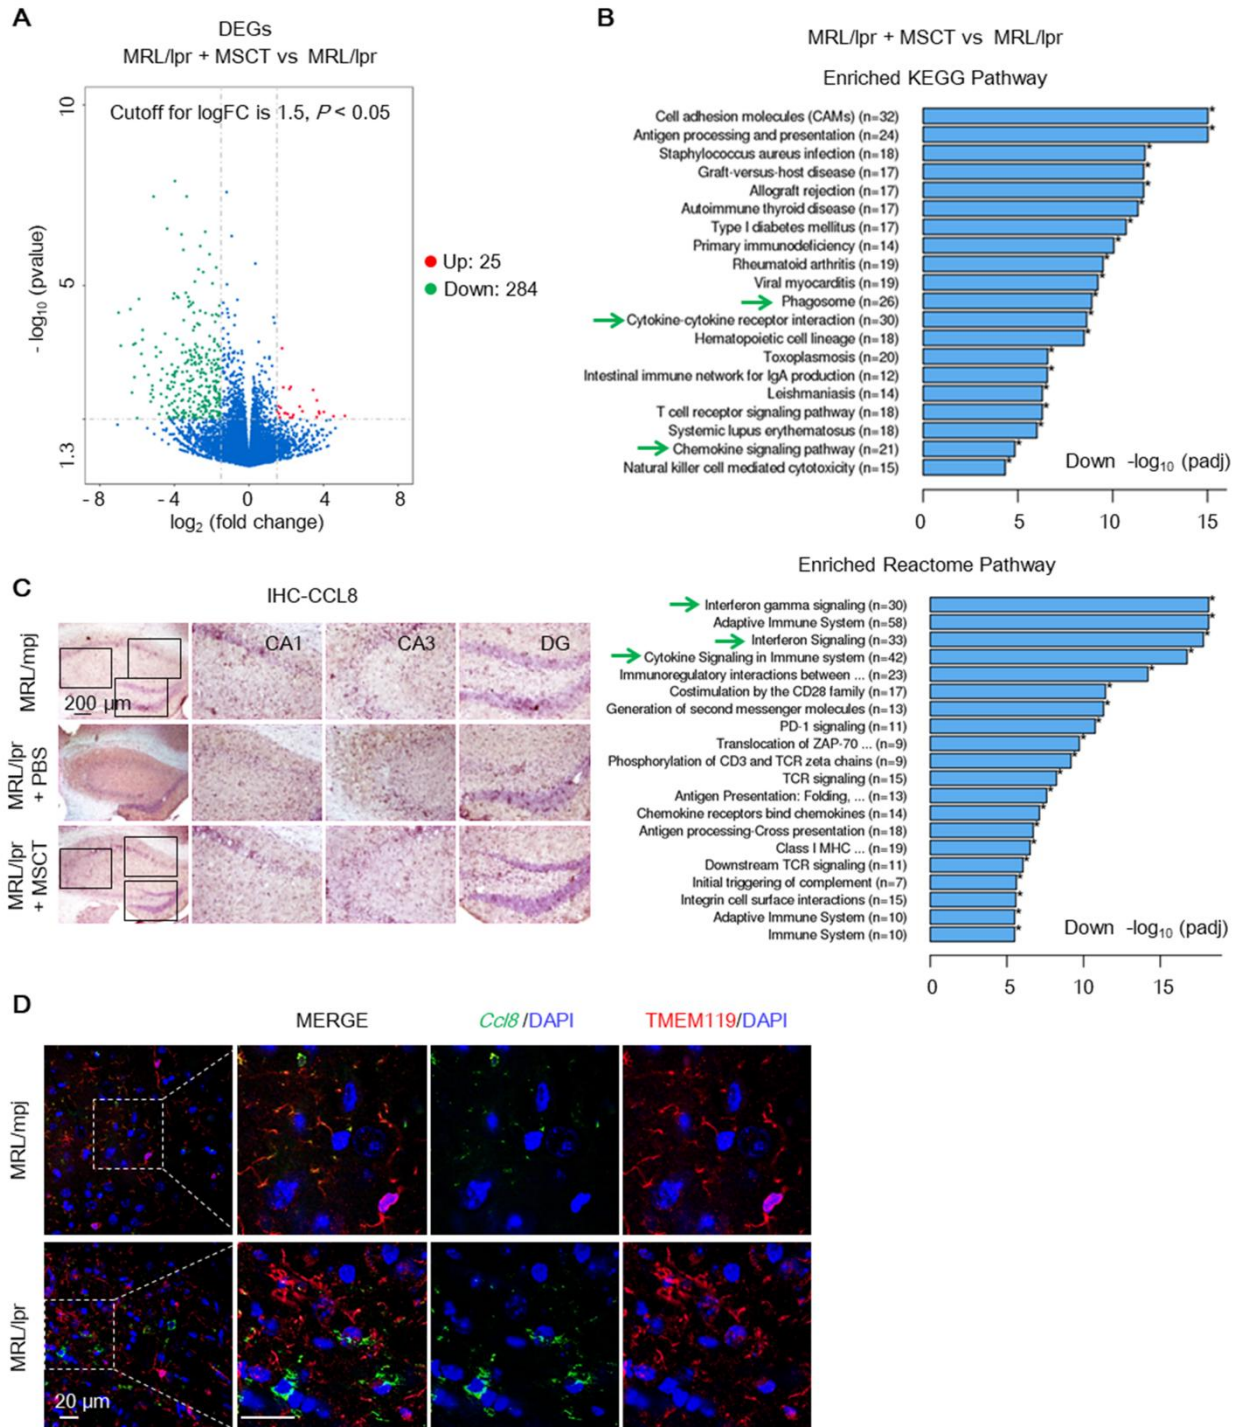 A
DEGs
MRL/lpr + MSCT vs MRL/lpr
Cutoff for logFC is 1.5, P < 0.05
10
5
1.3
- log10 (pvalue)
Up: 25
Down: 284
- 8
- 4
0
4
8
log2 (fold change)
B
MRL/lpr + MSCT vs MRL/lpr
Enriched KEGG Pathway
Cell adhesion molecules (CAMs) (n=32)
Antigen processing and presentation (n=24)
Staphylococcus aureus infection (n=18)
Graft-versus-host disease (n=17)
Allograft rejection (n=17)
Autoimmune thyroid disease (n=17)
Type I diabetes mellitus (n=17)
Primary immunodeficiency (n=14)
Rheumatoid arthritis (n=19)
Viral myocarditis (n=19)
Phagosome (n=26)
Cytokine-cytokine receptor interaction (n=30)
Hematopoietic cell lineage (n=18)
Toxoplasmosis (n=20)
Intestinal immune network for IgA production (n=12)
Leishmaniasis (n=14)
T cell receptor signaling pathway (n=18)
Systemic lupus erythematosus (n=18)
Chemokine signaling pathway (n=21)
Natural killer cell mediated cytotoxicity (n=15)
Down -log10 (padj)
0
5
10
15
Enriched Reactome Pathway
Interferon gamma signaling (n=30)
Adaptive Immune System (n=58)
Interferon Signaling (n=33)
Cytokine Signaling in Immune system (n=42)
Immunoregulatory interactions between ... (n=23)
Costimulation by the CD28 family (n=17)
Generation of second messenger molecules (n=13)
PD-1 signaling (n=11)
Translocation of ZAP-70 ... (n=9)
Phosphorylation of CD3 and TCR zeta chains (n=9)
TCR signaling (n=15)
Antigen Presentation: Folding, ... (n=13)
Chemokine receptors bind chemokines (n=14)
Antigen processing-Cross presentation (n=18)
Class I MHC ... (n=19)
Downstream TCR signaling (n=11)
Initial triggering of complement (n=7)
Integrin cell surface interactions (n=15)
Adaptive Immune System (n=10)
Immune System (n=10)
Down -log10 (padj)
0
5
10
15
C
IHC-CCL8
CA1
CA3
DG
MRL/mpj
200 µm
MRL/lpr
+ PBS
MRL/lpr
+ MSCT
D
MERGE
Ccl8 /DAPI
TMEM119/DAPI
MRL/mpj
MRL/lpr
20 µm